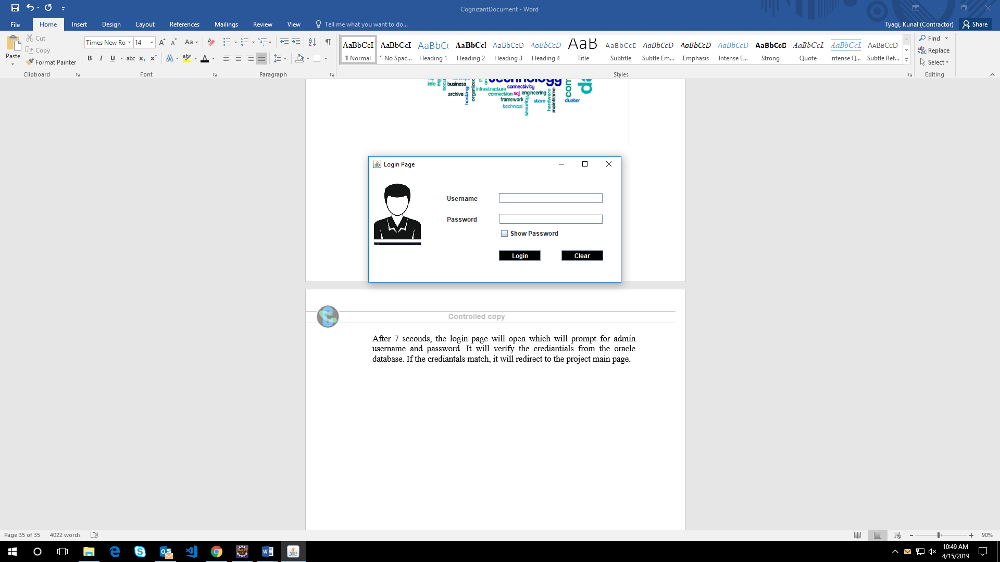 CognizantDocument - Word
File Home Insert Design Layout References Mailings Review View Tell me what you want to do... Tyagi, Kunal (Contractor) Share
Paste
Cut
Copy
Format Painter
Clipboard
Times New Ro 14
Font
Paragraph
AaBbCcI AaBbCcI AaBbCc AaBbCcI AaBbCcD AaBbCcD AaB AaBbCcD AaBbCcD AaBbCcD AaBbCcD AaBbCcD AaBbCcI AaBbCcI AaBbCcD
¶ Normal ¶ No Spac... Heading 1 Heading 2 Heading 3 Heading 4 Title Subtitle Subtle Em... Emphasis Intense E... Strong Quote Intense Q... Subtle Ref...
Styles
Find
Replace
Select
Editing
technology
info
business
connectivity
infrastructure
archive
hosting
connection sql engineering
framework
store
hardware
mainframe
cluster
technical
security
Login Page
Username
Password
Show Password
Login Clear
Controlled copy
After 7 seconds, the login page will open which will prompt for admin
username and password. It will verify the crediantials from the oracle
database. If the crediantals match, it will redirect to the project main page.
Page 35 of 35 4022 words 90%
10:49 AM
4/15/2019